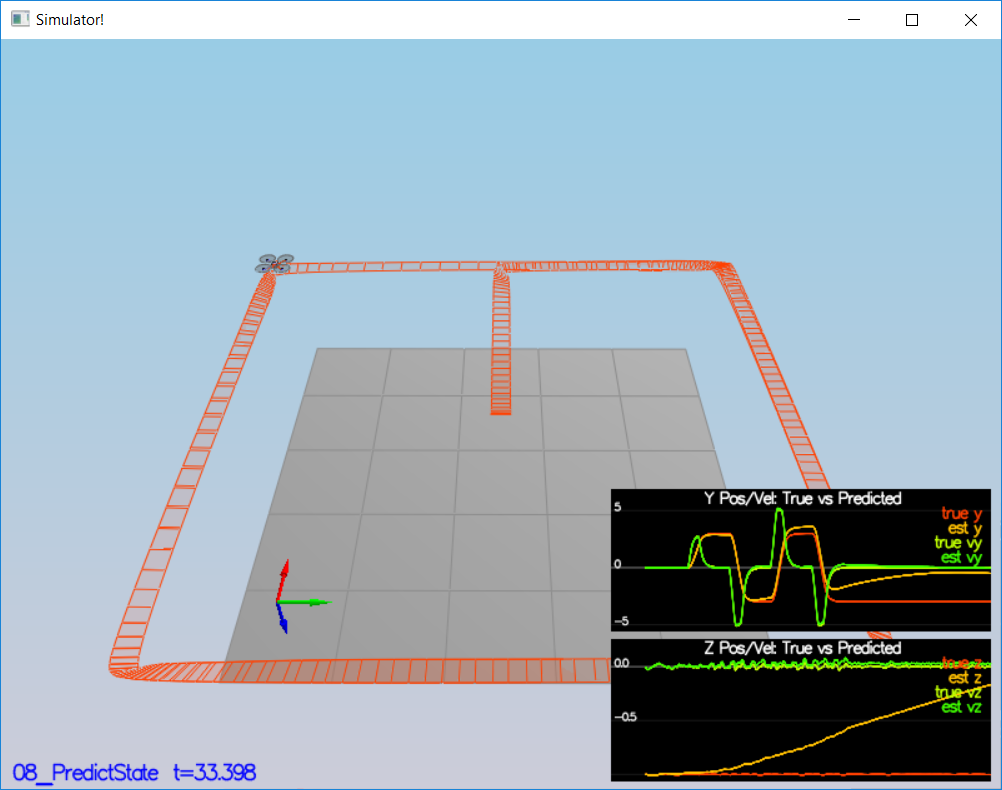 Simulator!
Y Pos/Vel: True vs Predicted
5
true y
est y
true vy
est vy
0
−5
Z Pos/Vel: True vs Predicted
0.0
true z
est z
true vz
est vz
−0.5
08_PredictState t=33.398